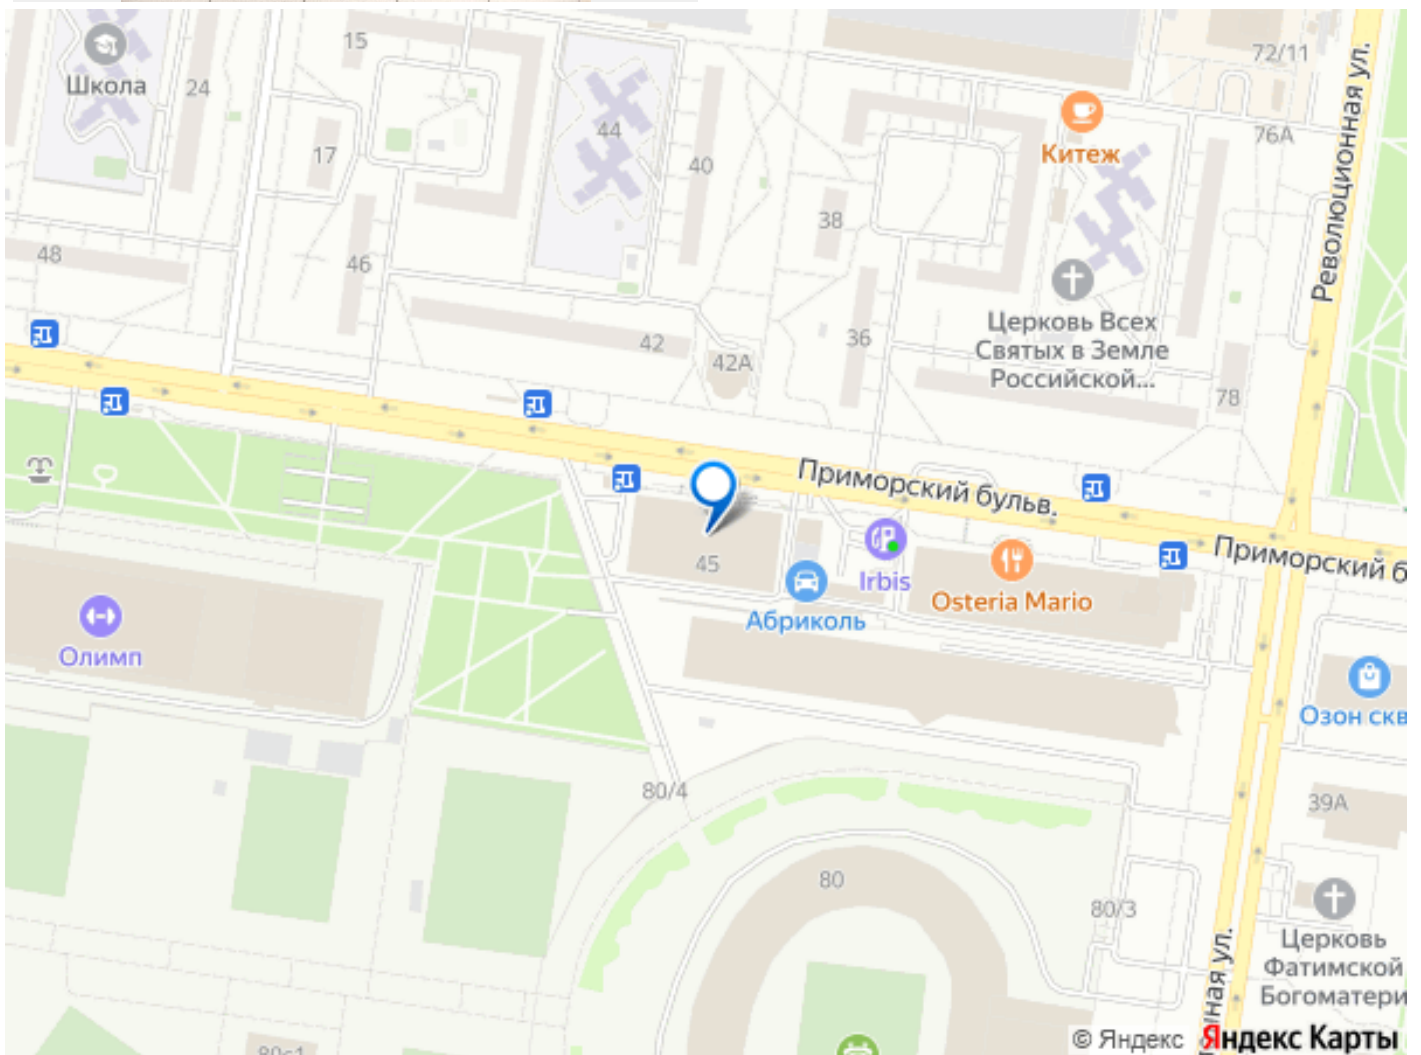 15
72/11
Школа
24
44
76А
17
40
Китеж
Революционная ул.
38
48
46
Церковь Всех
Святых в Земле
Российской...
42
36
42А
78
Приморский бульв.
45
Irbis
Osteria Mario
Приморский б
Абриколь
Олимп
Озон скв
80/4
39А
80
80/3
Церковь
Фатимской
Богоматери
нная ул.
© Яндекс
Яндекс Карты